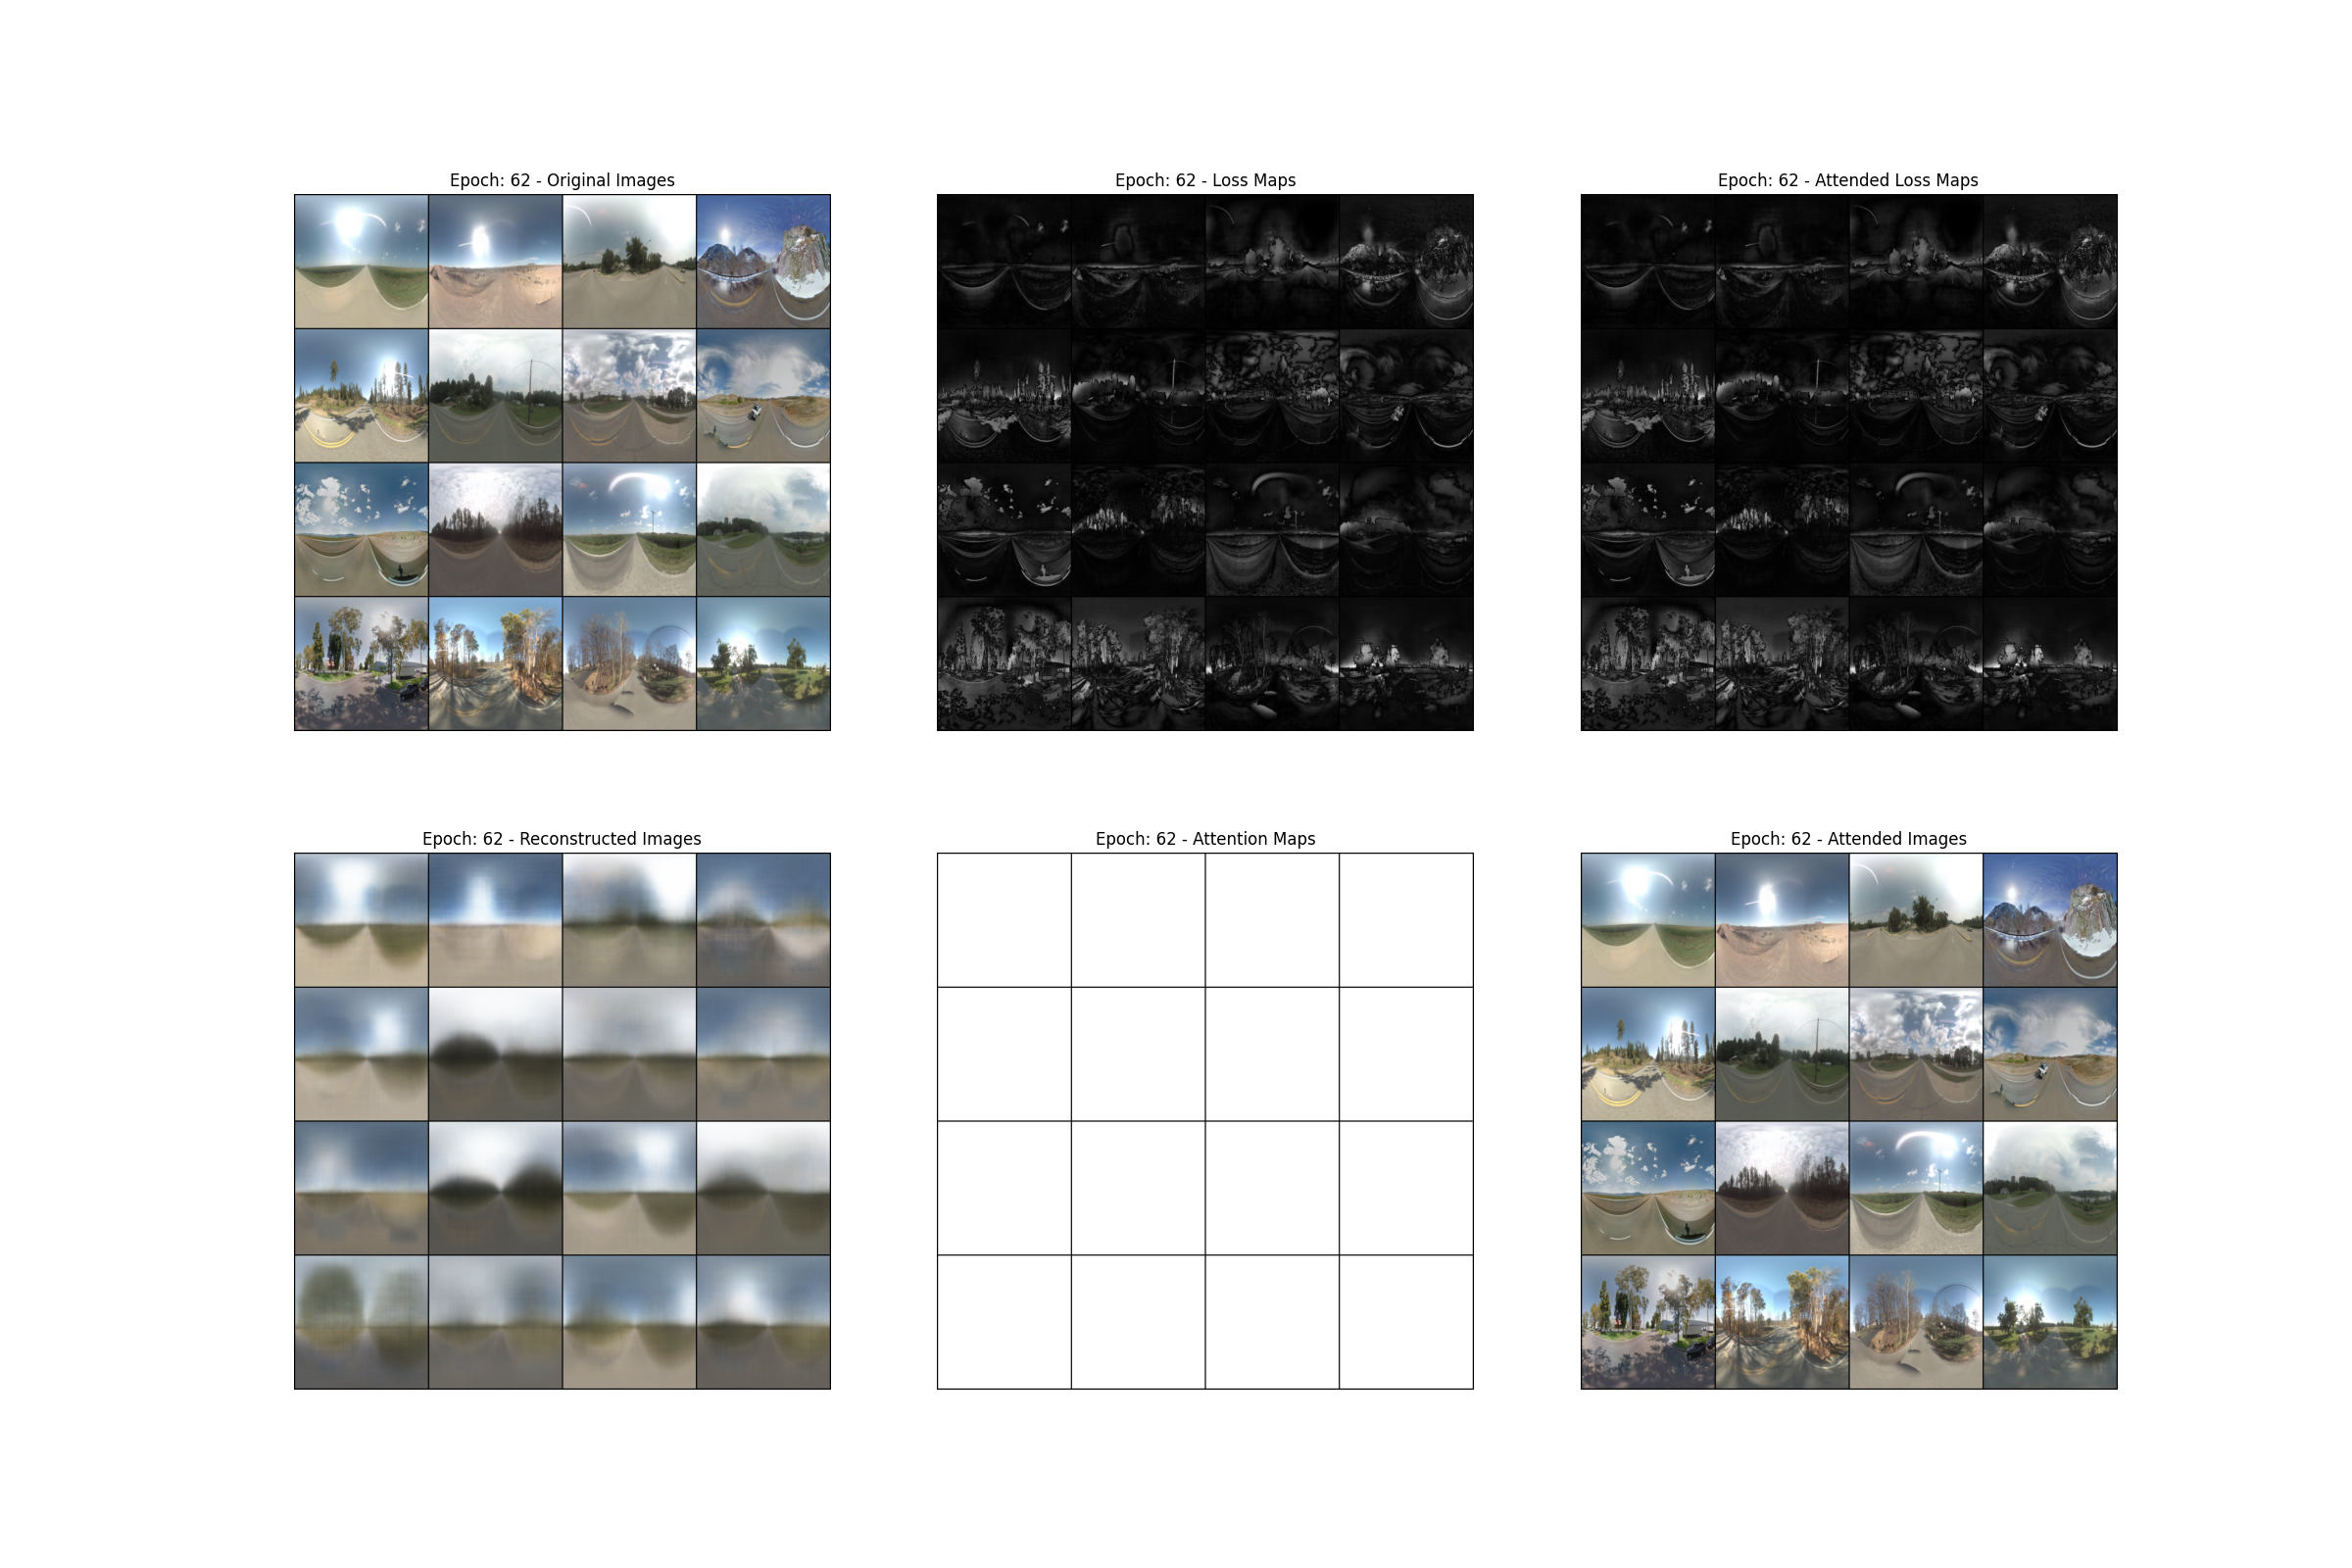 Epoch: 62 - Original Images
Epoch: 62 - Loss Maps
Epoch: 62 - Attended Loss Maps
Epoch: 62 - Reconstructed Images
Epoch: 62 - Attention Maps
Epoch: 62 - Attended Images